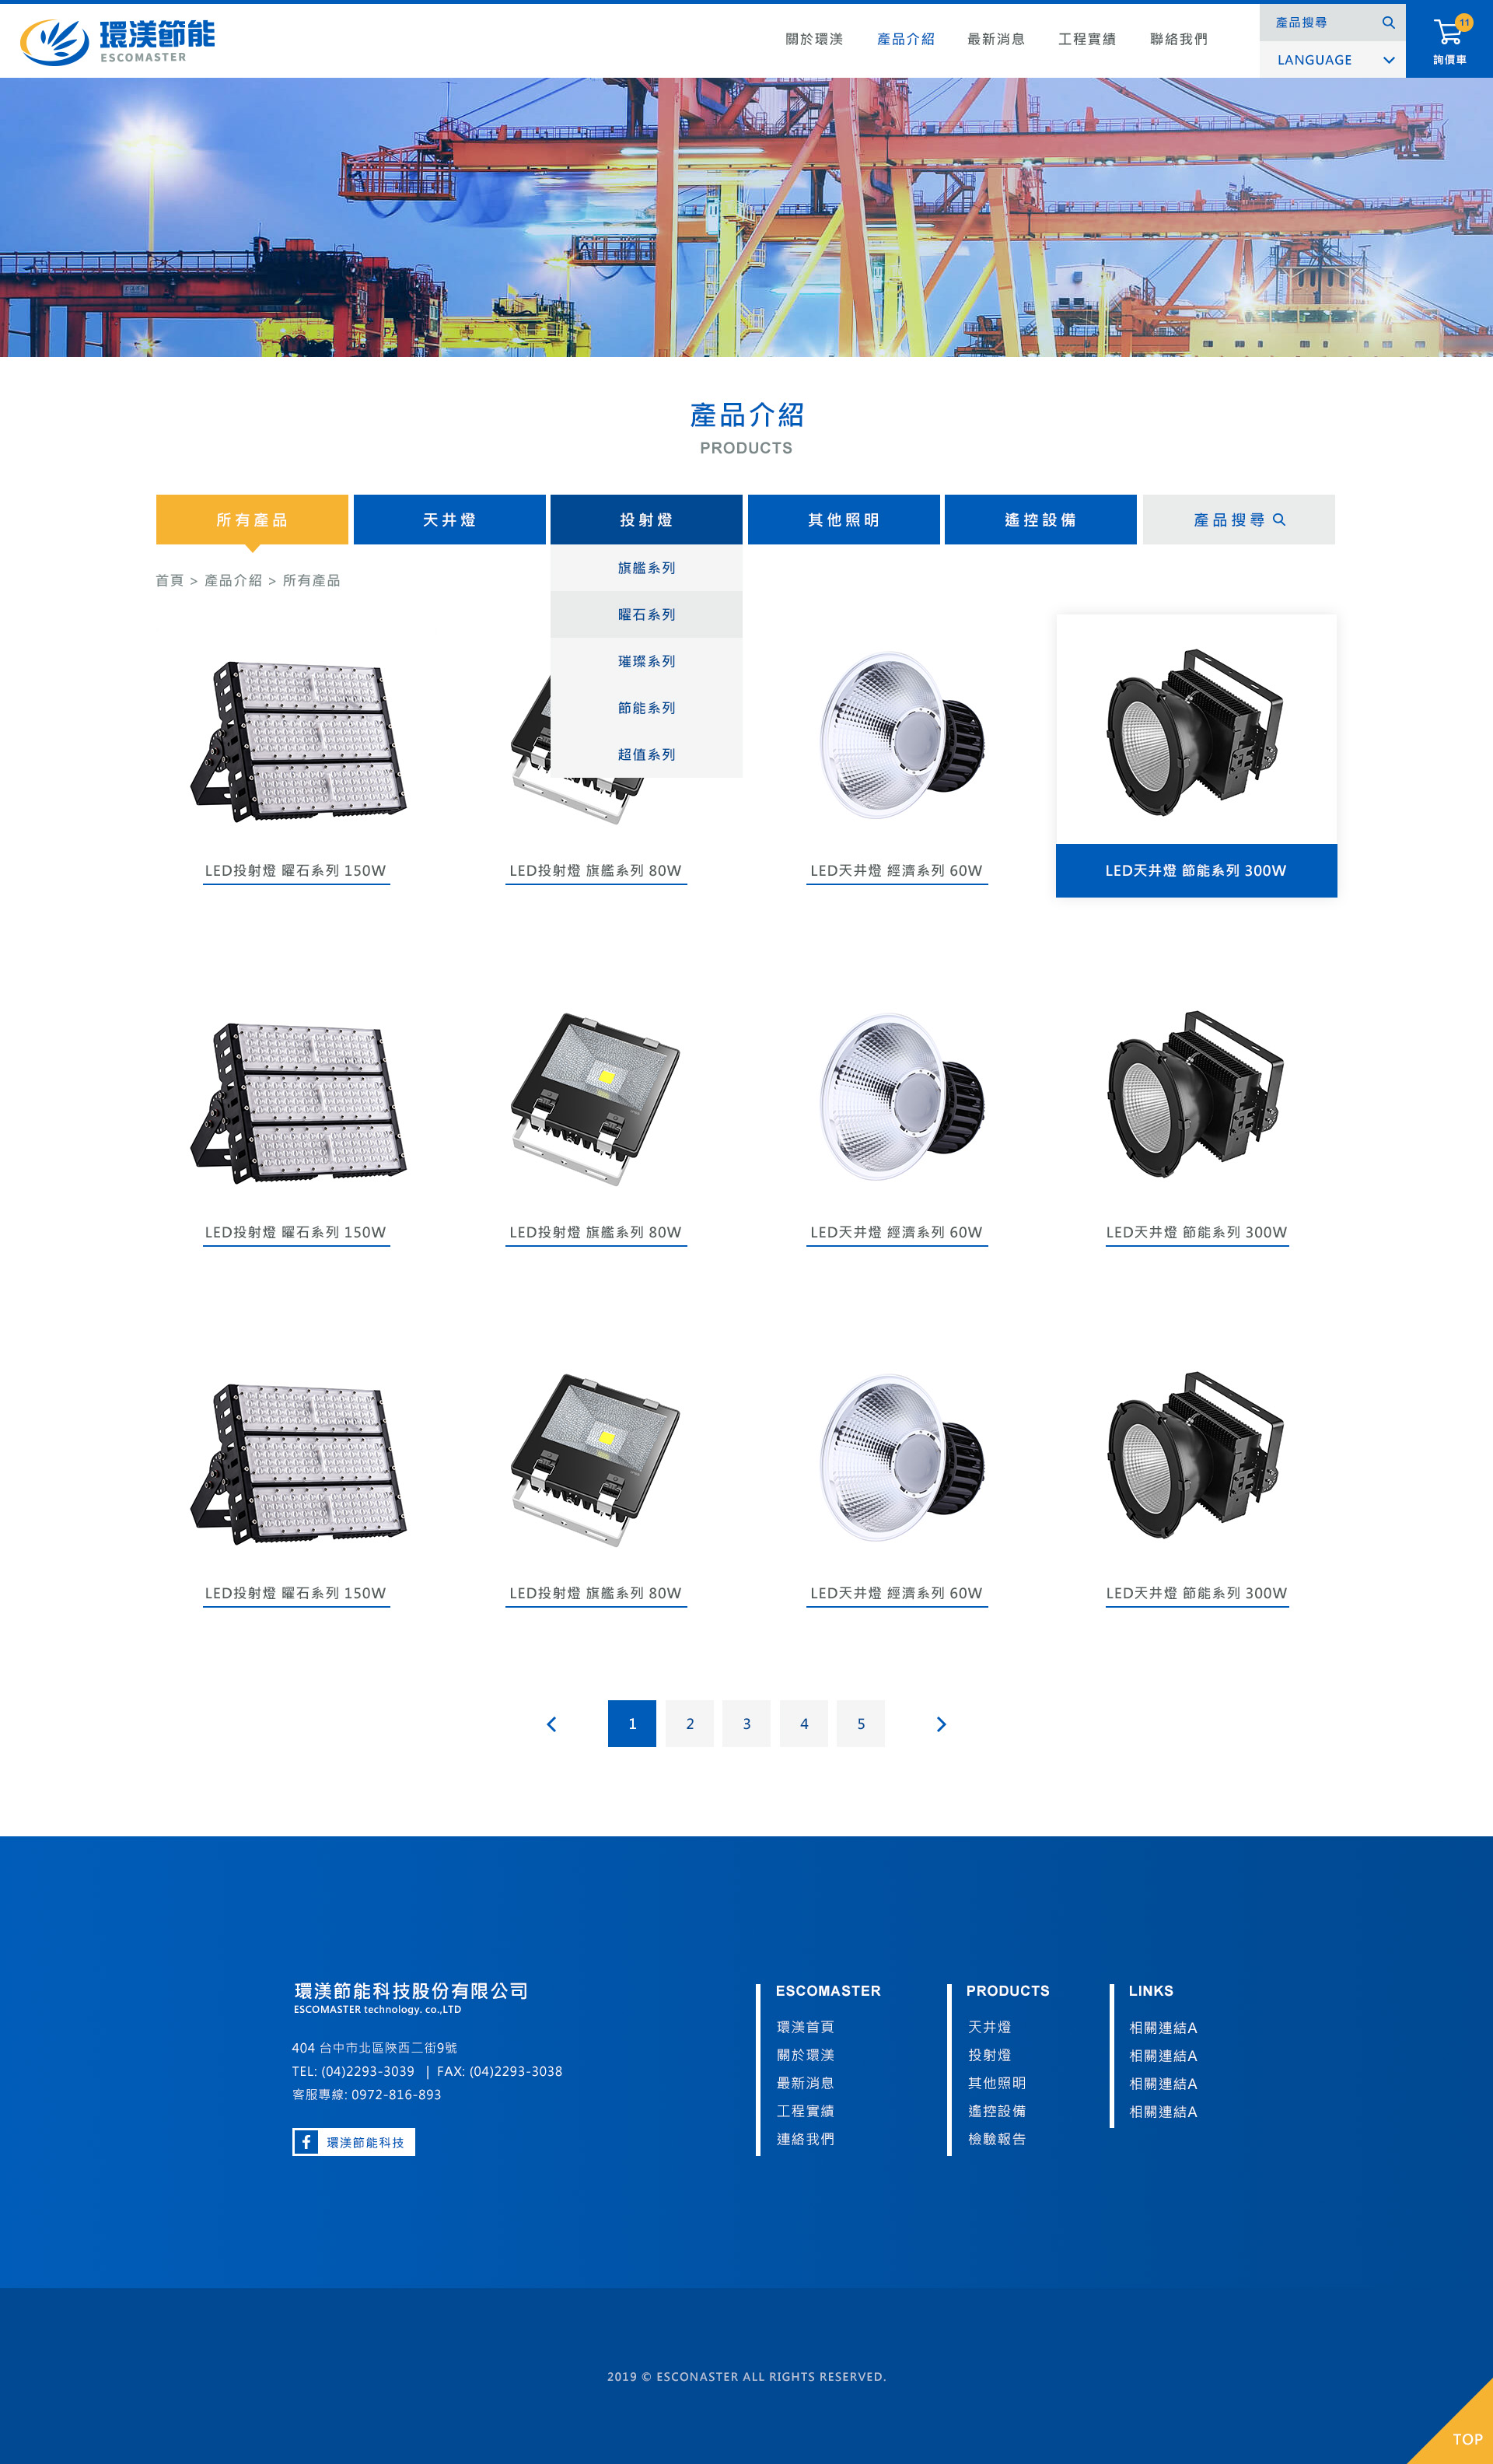 環渼節能
ESCOMASTER
關於環渼
產品介紹
最新消息
工程實績
聯絡我們
產品搜尋
LANGUAGE
11
詢價車
產品介紹
PRODUCTS
所有產品
天井燈
投射燈
其他照明
遙控設備
產品搜尋
旗艦系列
曜石系列
璀璨系列
節能系列
超值系列
首頁 > 產品介紹 > 所有產品
LED投射燈 曜石系列 150W
LED投射燈 旗艦系列 80W
LED天井燈 經濟系列 60W
LED天井燈 節能系列 300W
LED投射燈 曜石系列 150W
LED投射燈 旗艦系列 80W
LED天井燈 經濟系列 60W
LED天井燈 節能系列 300W
LED投射燈 曜石系列 150W
LED投射燈 旗艦系列 80W
LED天井燈 經濟系列 60W
LED天井燈 節能系列 300W
1
2
3
4
5
環渼節能科技股份有限公司
ESCOMASTER technology. co.,LTD
404 台中市北區陝西二街9號
TEL: (04)2293-3039 | FAX: (04)2293-3038
客服專線: 0972-816-893
環渼節能科技
ESCOMASTER
環渼首頁
關於環渼
最新消息
工程實績
連絡我們
PRODUCTS
天井燈
投射燈
其他照明
遙控設備
檢驗報告
LINKS
相關連結A
相關連結A
相關連結A
相關連結A
2019 © ESCONASTER ALL RIGHTS RESERVED.
TOP